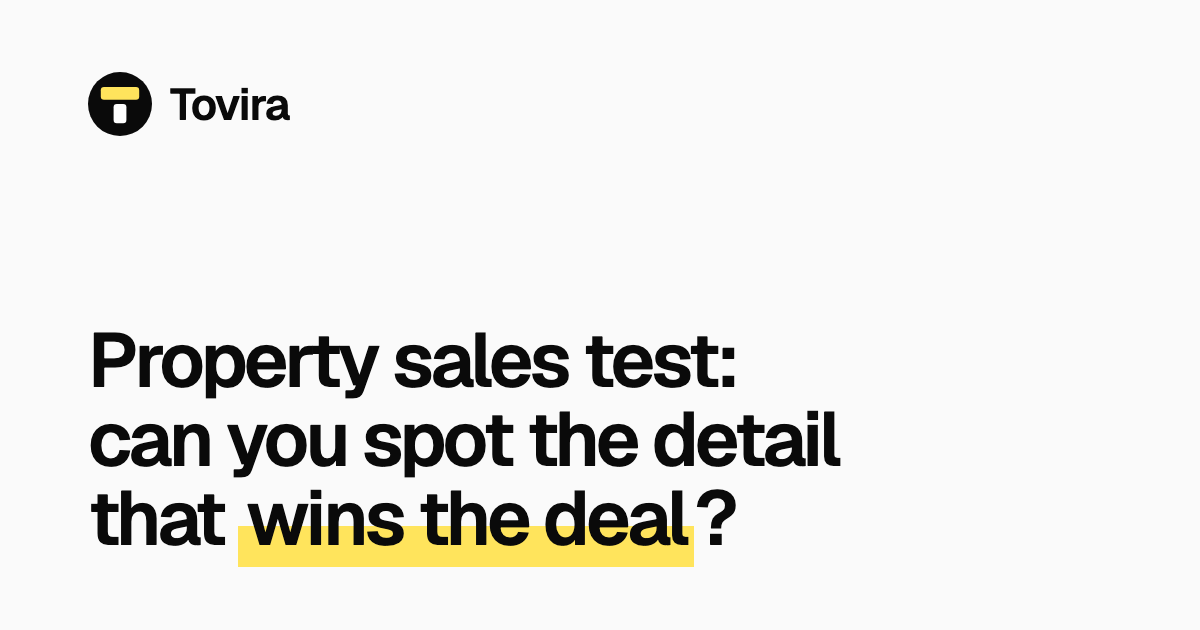 Tovira
Property sales test:
can you spot the detail
that wins the deal?